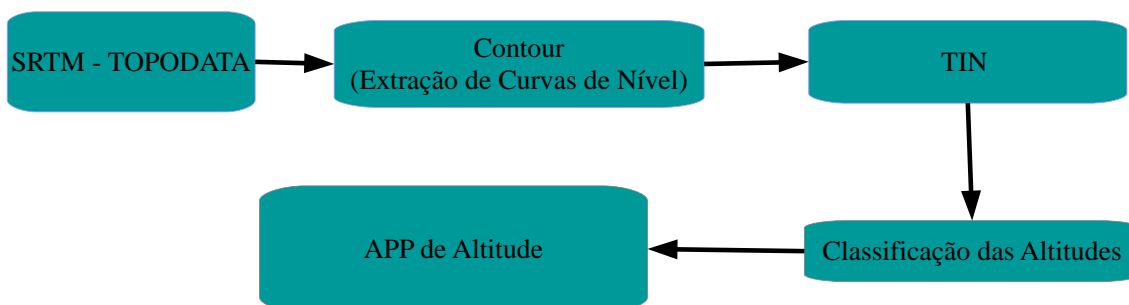 SRTM - TOPODATA
Contour
(Extração de Curvas de Nível)
TIN
Classificação das Altitudes
APP de Altitude